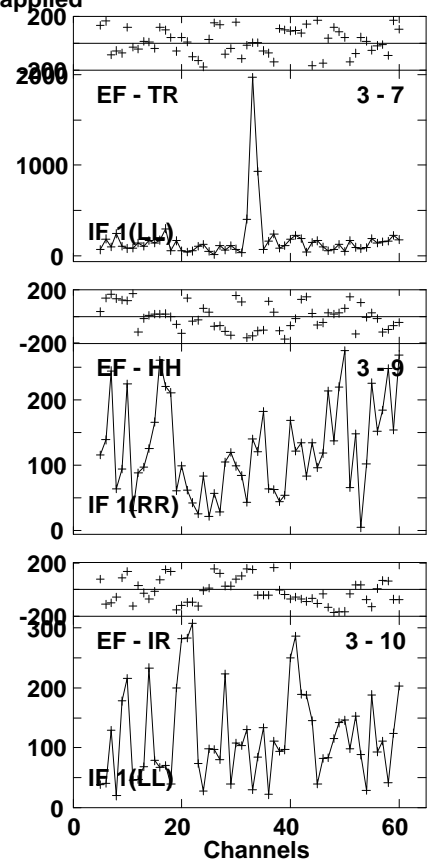 applied
200
-200
2000
EF - TR 3 - 7
1000
IF 1(LL)
0
200
-200
EF - HH 3 - 9
200
100
IF 1(RR)
0
200
-200
300
EF - IR 3 - 10
200
100
IF 1(LL)
0
0 20 40 60
Channels